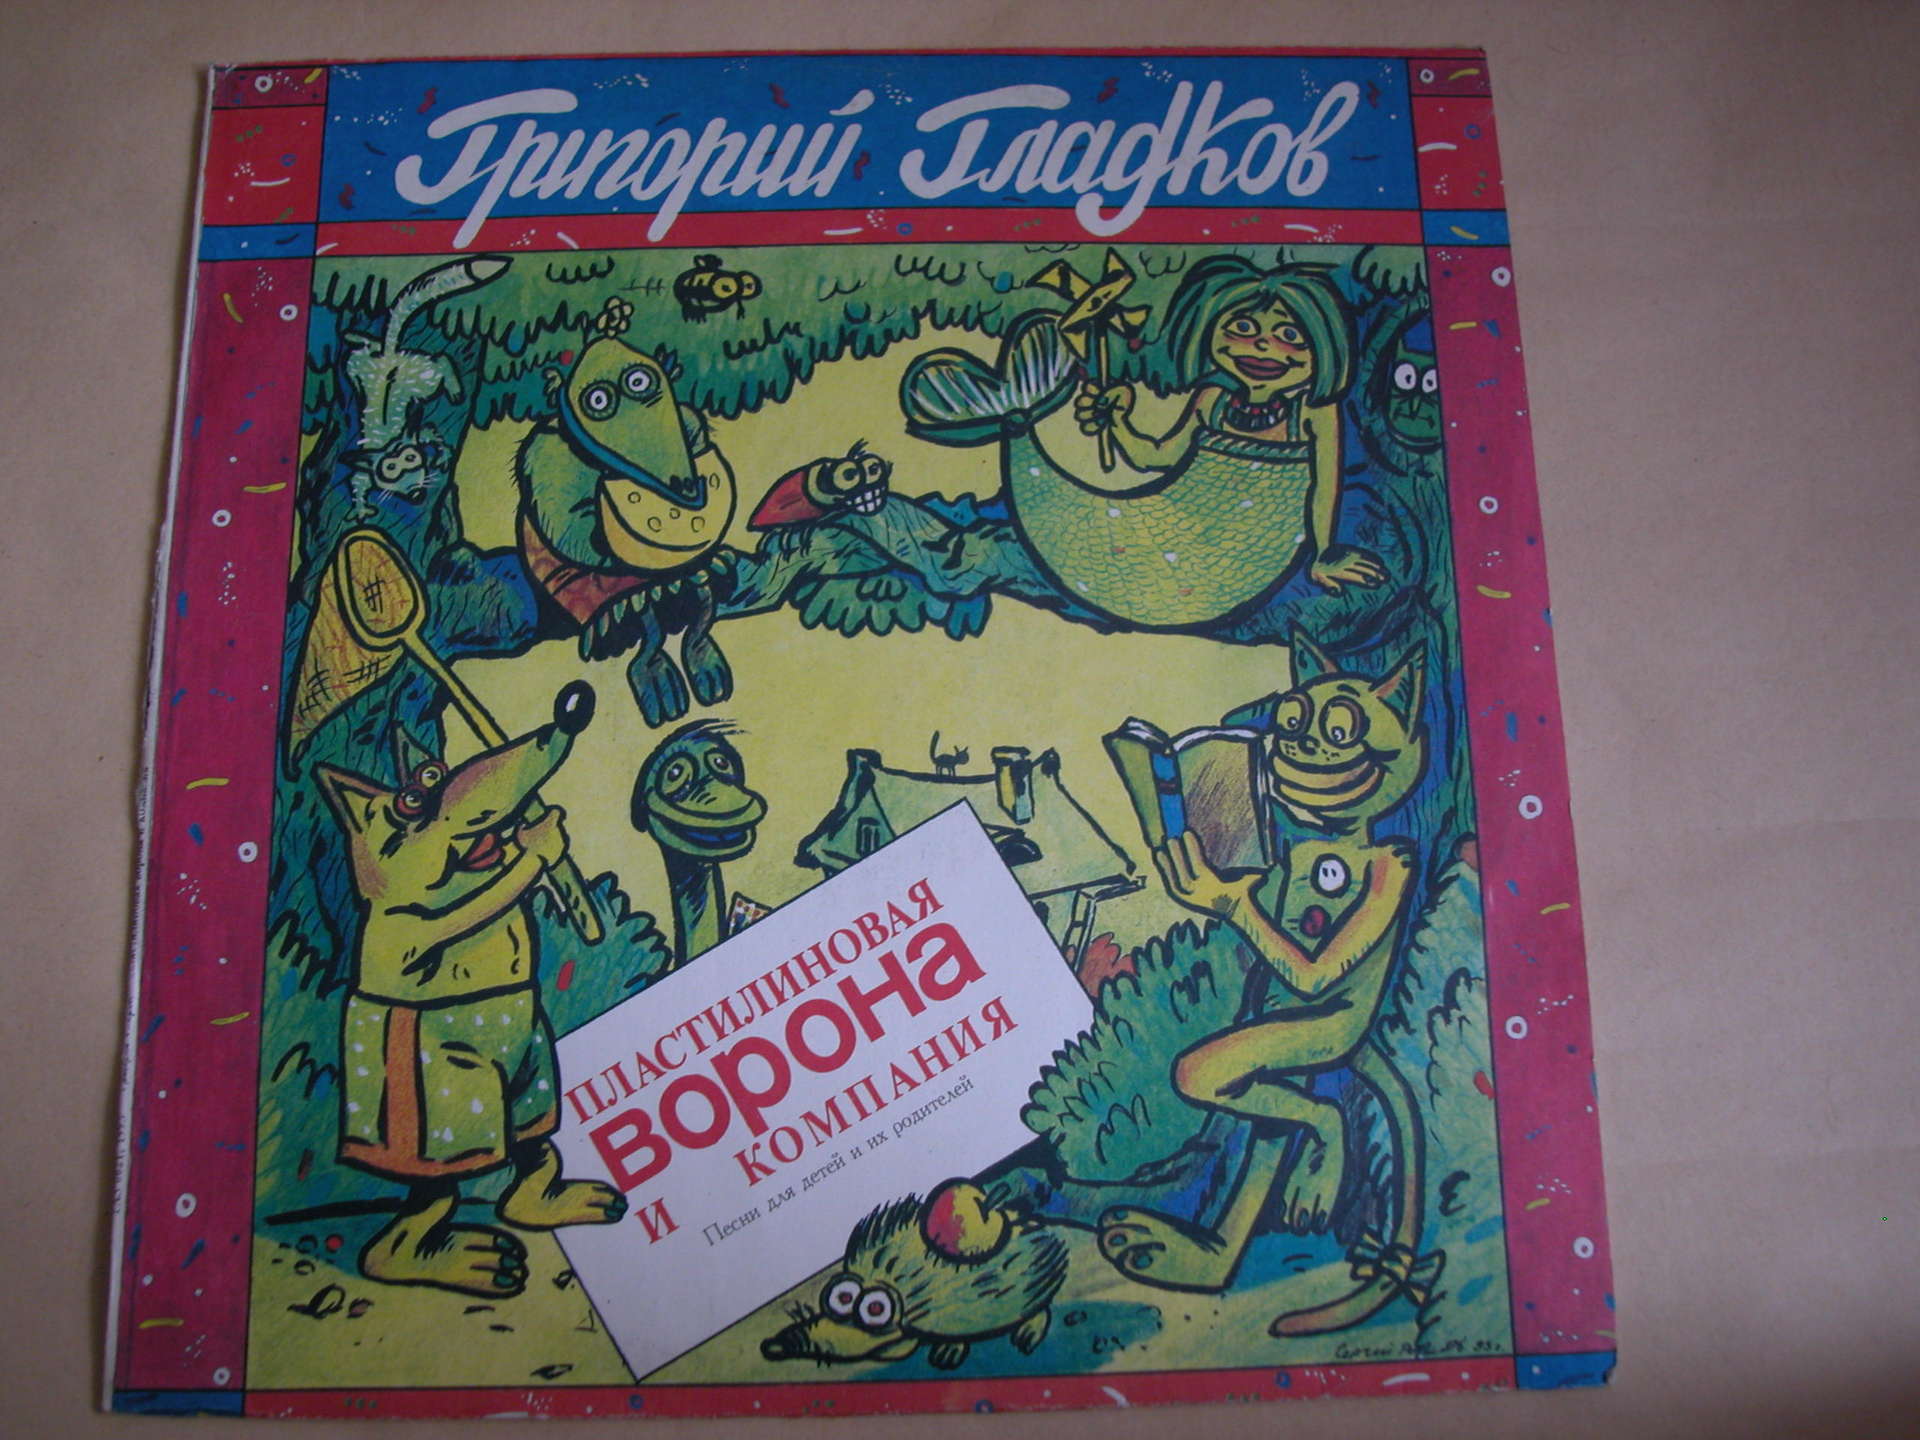 Григорий Гладков
ПЛАСТИЛИНОВАЯ
ВОРОНА
И КОМПАНИЯ
Песни для детей и их родителей